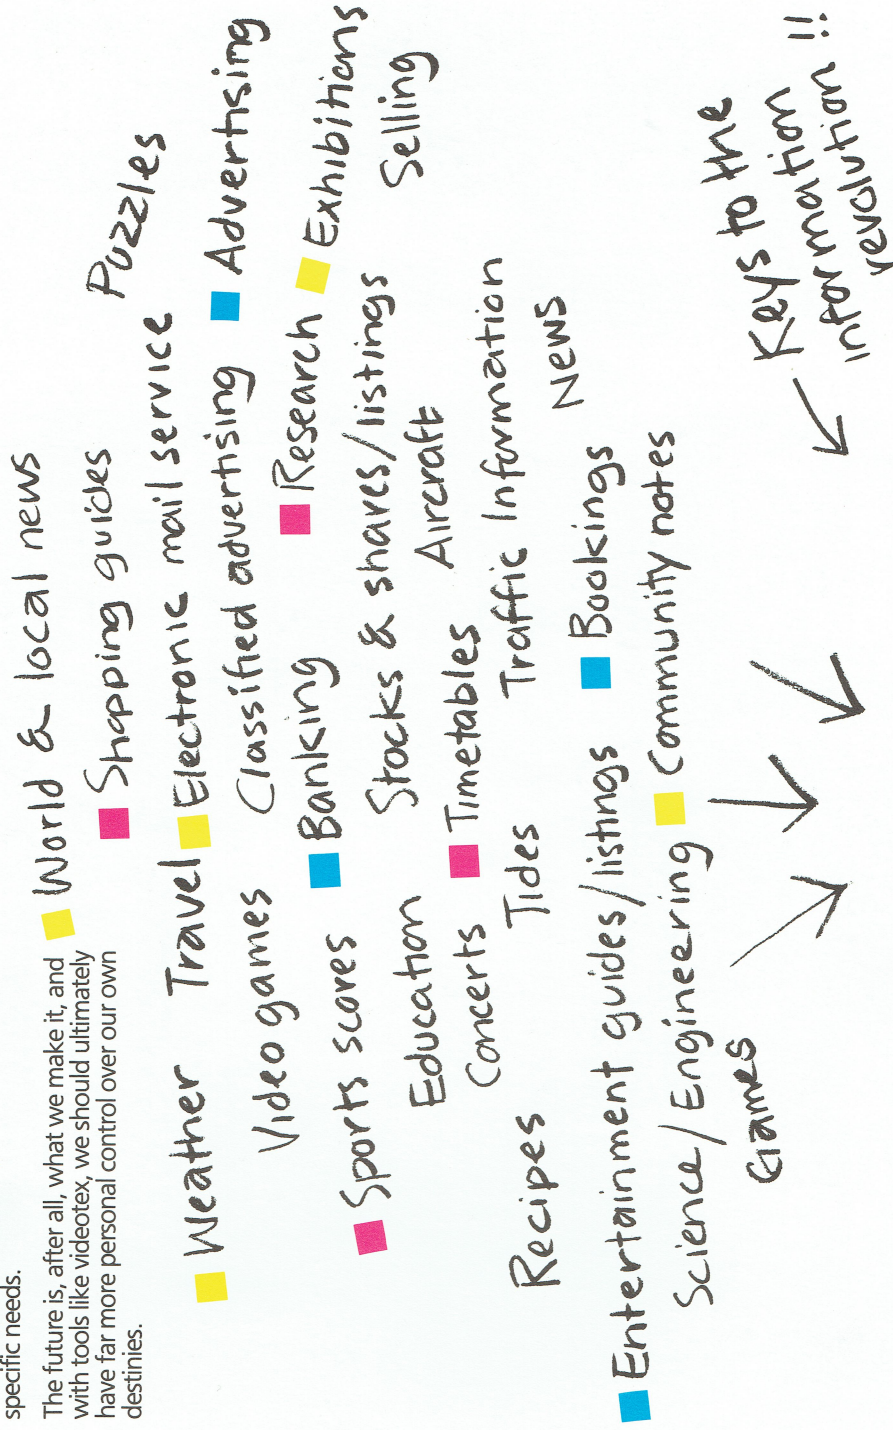 specific needs.
The future is, after all, what we make it, and
with tools like videotex, we should ultimately
have far more personal control over our own
destinies.
World & local news
Shopping guides
Puzzles
Weather Travel Electronic mail service
Video games Classified advertising Advertising
Sports scores Banking Research Exhibitions
Education Stocks & shares/listings Selling
Concerts Timetables Aircraft
Recipes Tides Traffic Information
News
Entertainment guides/listings Bookings
Science/Engineering Community notes
Games
Keys to the
information
revolution !!